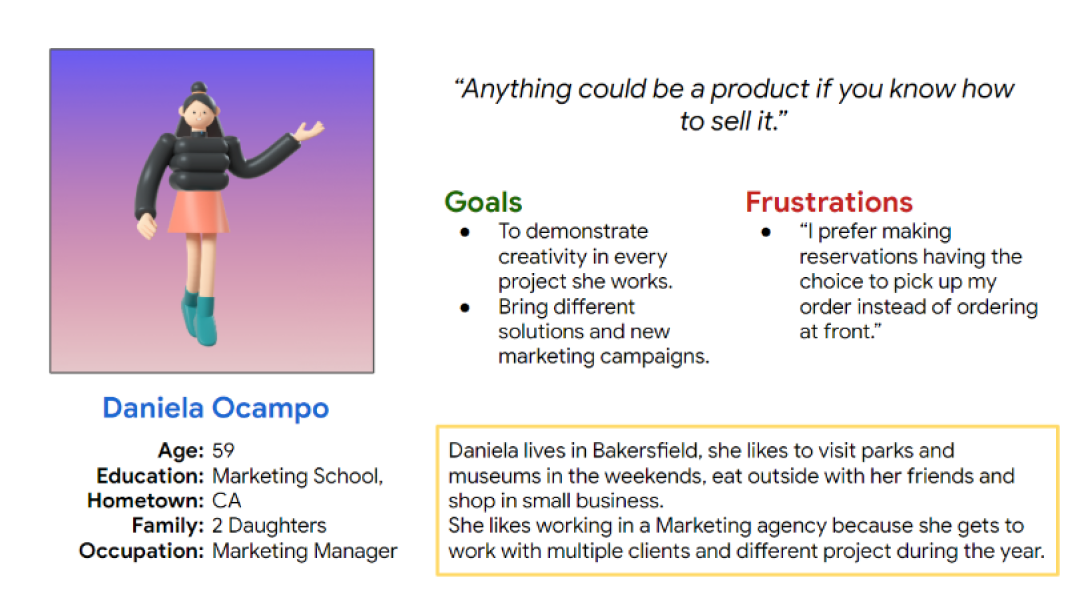 “Anything could be a product if you know how
to sell it.”
Goals
● To demonstrate
creativity in every
project she works.
● Bring different
solutions and new
marketing campaigns.
Frustrations
● “I prefer making
reservations having the
choice to pick up my
order instead of ordering
at front.”
Daniela Ocampo
Age: 59
Education: Marketing School,
Hometown: CA
Family: 2 Daughters
Occupation: Marketing Manager
Daniela lives in Bakersfield, she likes to visit parks and
museums in the weekends, eat outside with her friends and
shop in small business.
She likes working in a Marketing agency because she gets to
work with multiple clients and different project during the year.